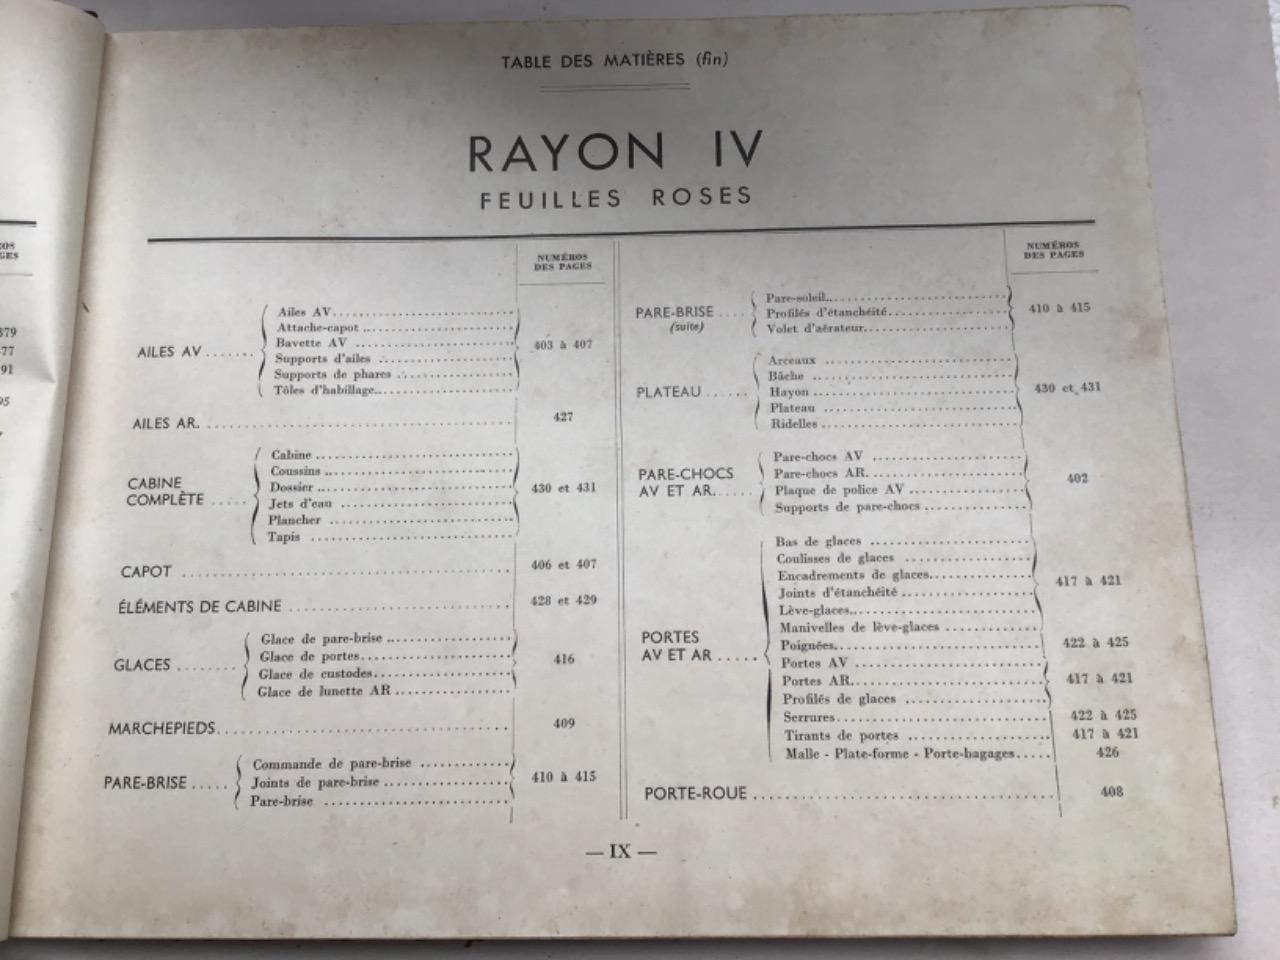 TABLE DES MATIÈRES (fin)
RAYON IV
FEUILLES ROSES
NUMÉROS
DES PAGES
AILES AV
Ailes AV
Attache-capot
Bavette AV
Supports d'ailes
Supports de phares
Tôles d'habillage
403 à 407
AILES AR. 427
CABINE
COMPLÈTE
Cabine
Coussins
Dossier
Jets d'eau
Plancher
Tapis
430 et 431
CAPOT 406 et 407
ÉLÉMENTS DE CABINE 428 et 429
GLACES
Glace de pare-brise
Glace de portes
Glace de custodes
Glace de lunette AR
416
MARCHEPIEDS 409
PARE-BRISE
Commande de pare-brise
Joints de pare-brise
Pare-brise
410 à 415
NUMÉROS
DES PAGES
PARE-BRISE
(suite)
Pare-soleil
Profilés d'étanchéité
Volet d'aérateur
410 à 415
PLATEAU
Arceaux
Bâche
Hayon
Plateau
Ridelles
430 et 431
PARE-CHOCS
AV ET AR.
Pare-chocs AV
Pare-chocs AR.
Plaque de police AV
Supports de pare-chocs
402
PORTES
AV ET AR
Bas de glaces
Coulisses de glaces
Encadrements de glaces
Joints d'étanchéité
Lève-glaces
Manivelles de lève-glaces
417 à 421
Poignées 422 à 425
Portes AV
Portes AR.
Profilés de glaces
417 à 421
Serrures 422 à 425
Tirants de portes 417 à 421
Malle - Plate-forme - Porte-bagages 426
PORTE-ROUE 408
— IX —